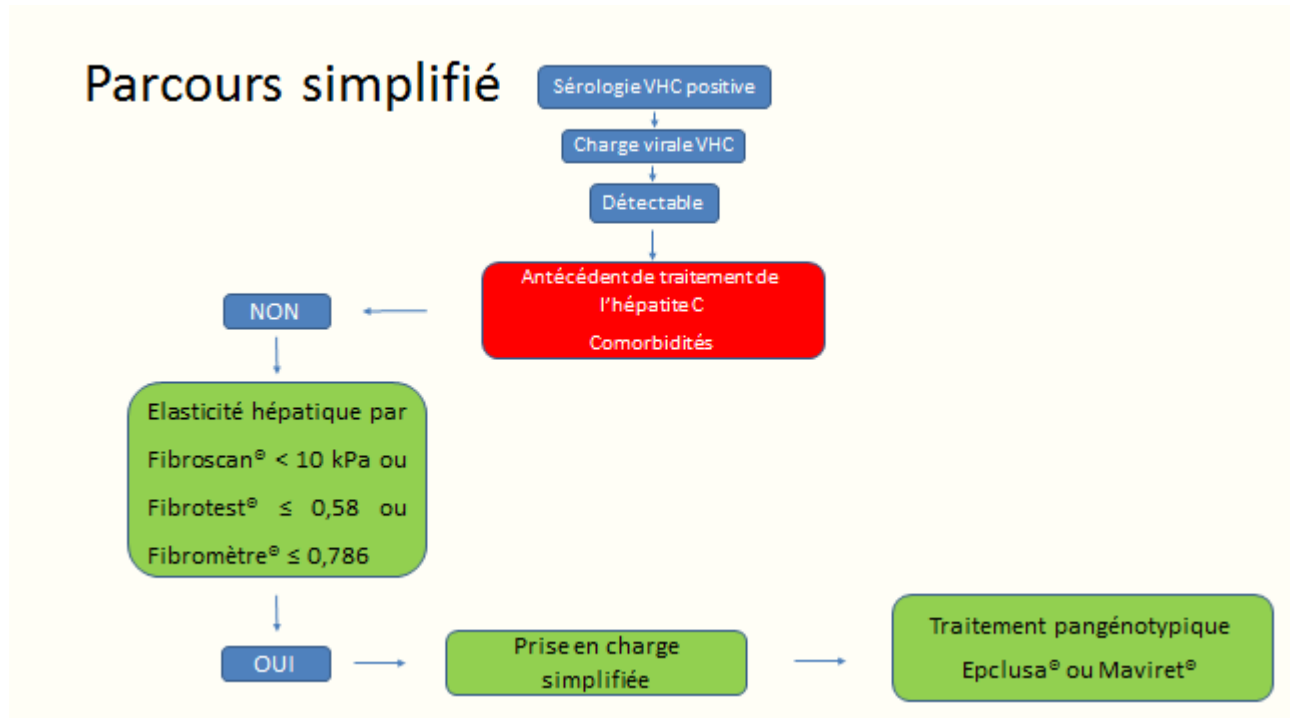 Parcours simplifié
Sérologie VHC positive
Charge virale VHC
Détectable
Antécédent de traitement de
l'hépatite C
Comorbidités
NON
Elasticité hépatique par
Fibroscan® < 10 kPa ou
Fibrotest® ≤ 0,58 ou
Fibromètre® ≤ 0,786
OUI
Prise en charge
simplifiée
Traitement pangénotypique
Epclusa® ou Maviret®